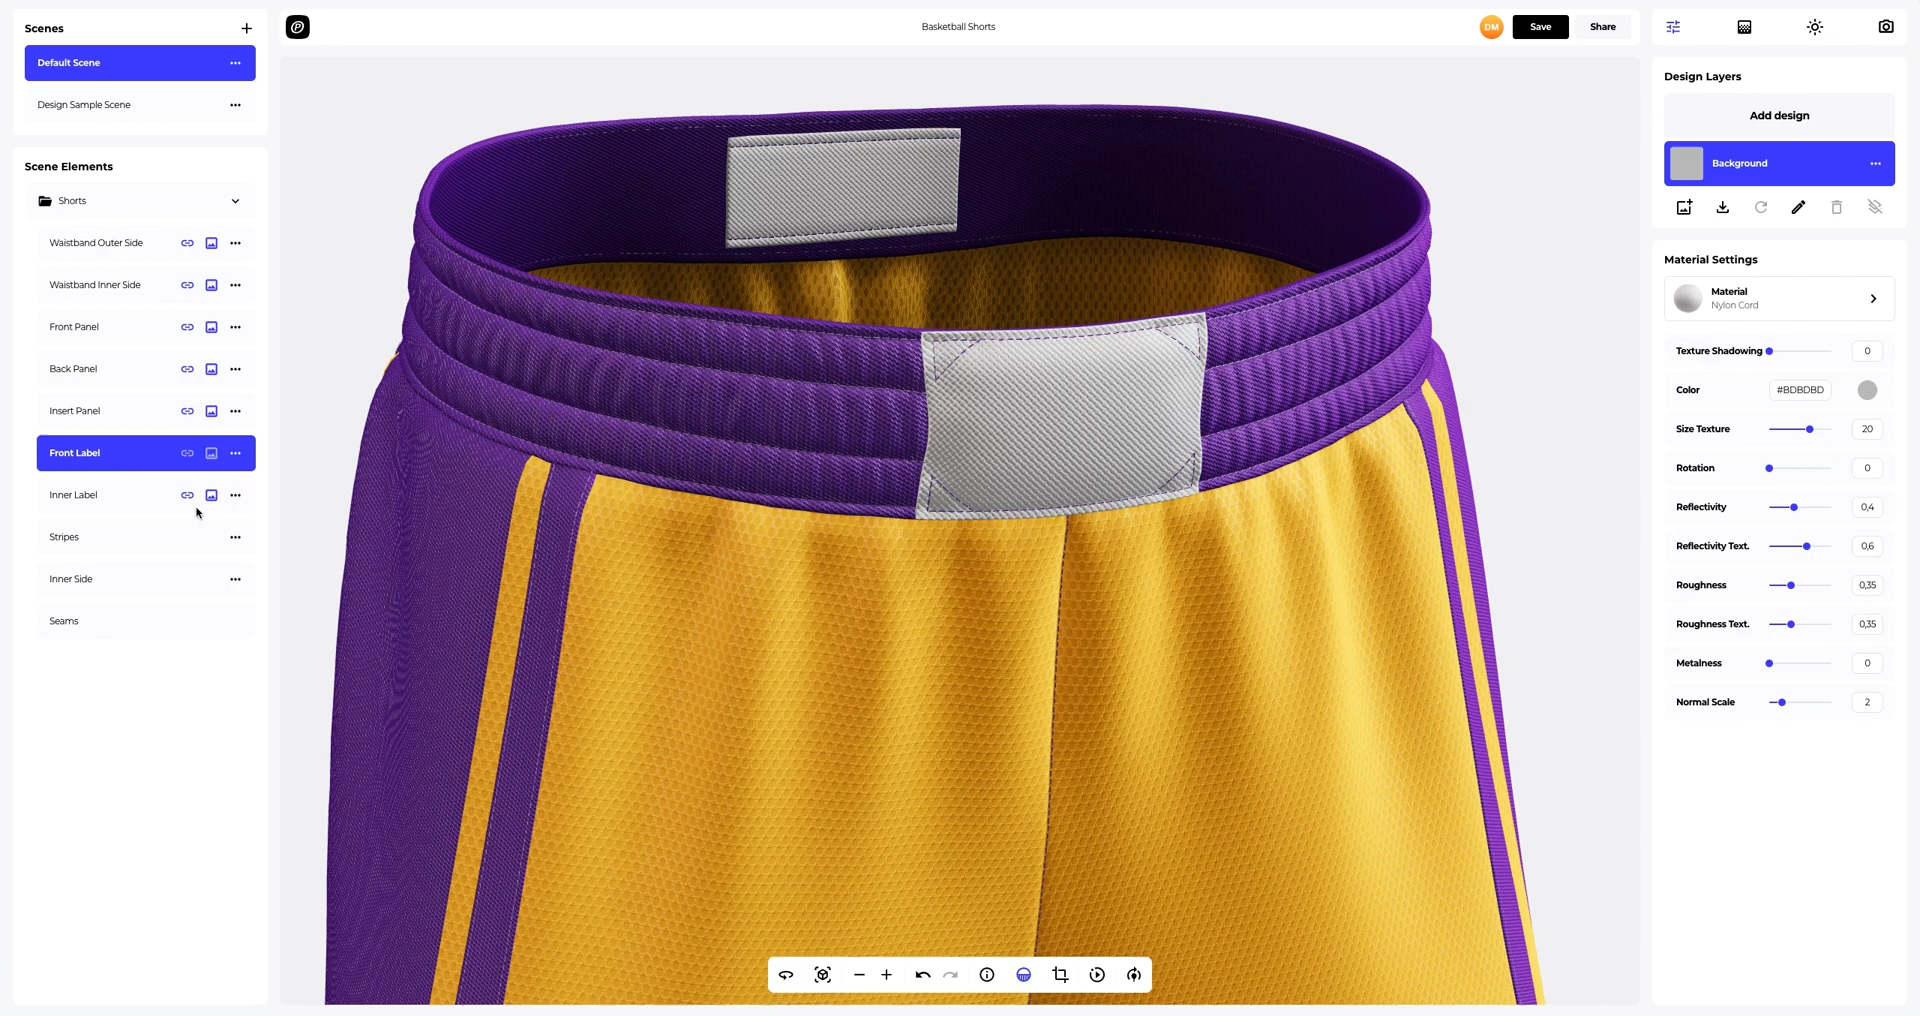 Scenes
Default Scene
Design Sample Scene
Scene Elements
Shorts
Waistband Outer Side
Waistband Inner Side
Front Panel
Back Panel
Insert Panel
Front Label
Inner Label
Stripes
Inner Side
Seams
Basketball Shorts
DM
Save
Share
Design Layers
Add design
Background
Material Settings
Material
Nylon Cord
Texture Shadowing 0
Color #BDBDBD
Size Texture 20
Rotation 0
Reflectivity 0,4
Reflectivity Text. 0,6
Roughness 0,35
Roughness Text. 0,35
Metalness 0
Normal Scale 2